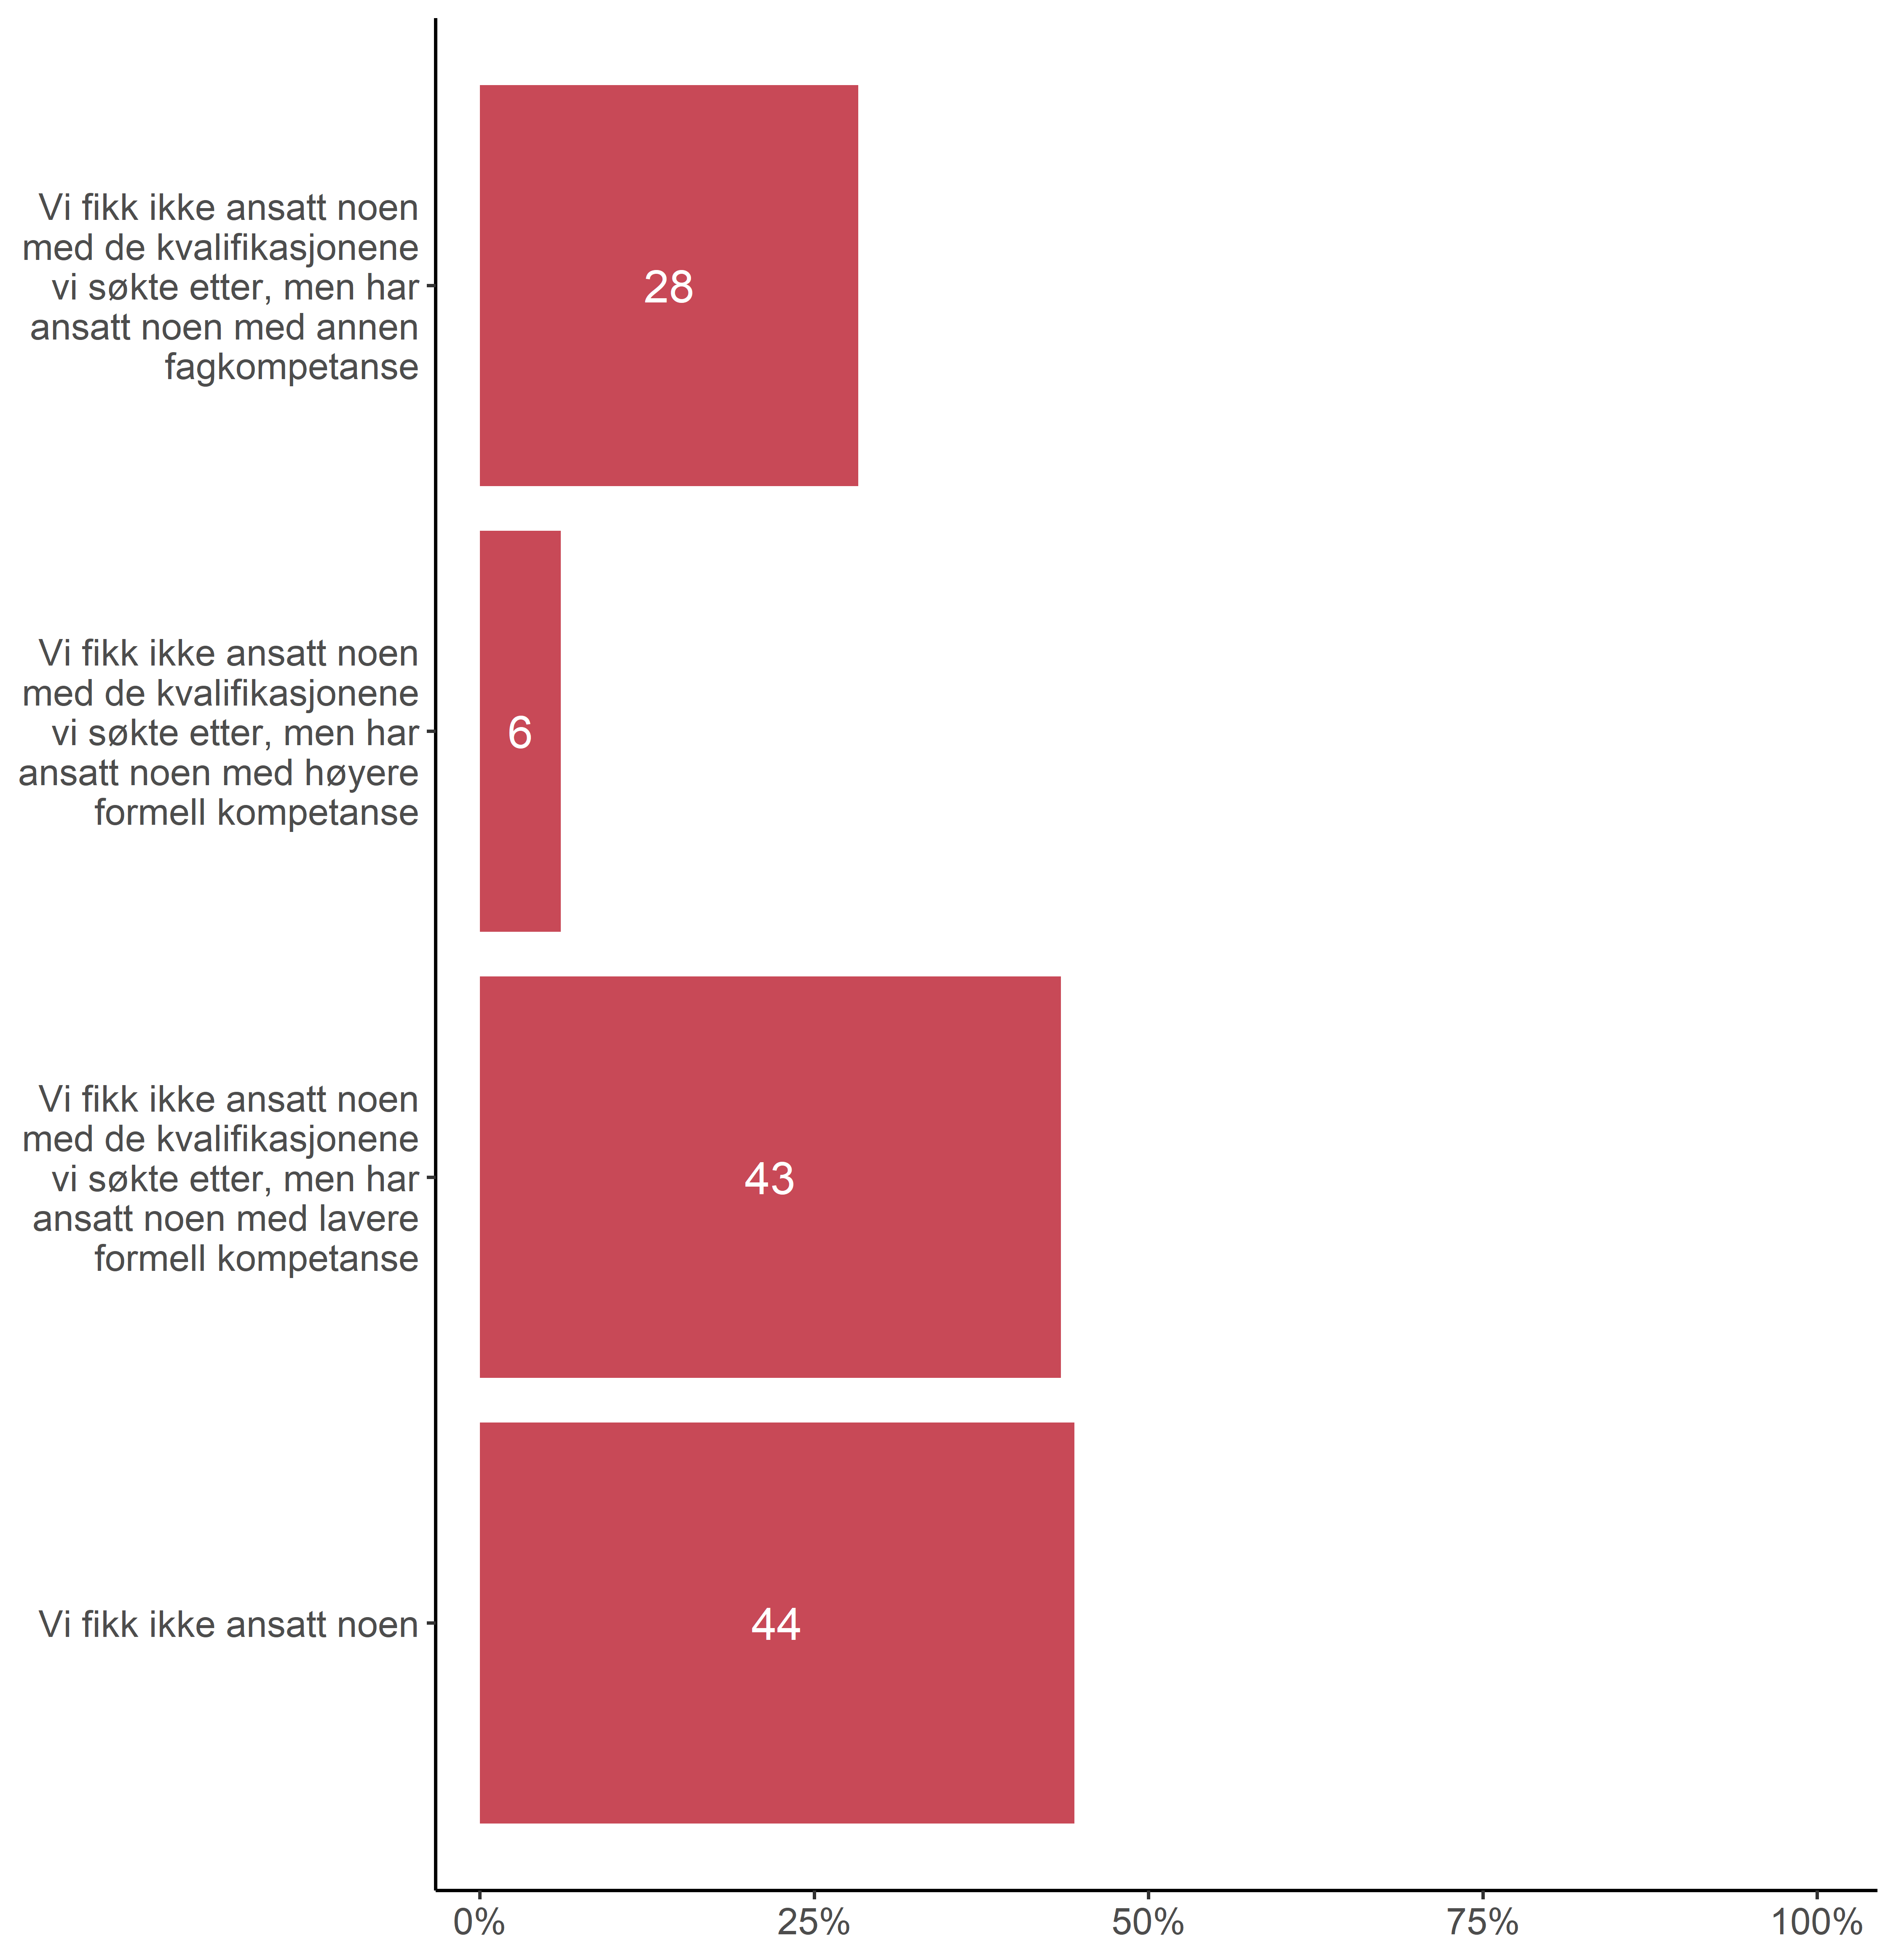 Vi fikk ikke ansatt noen
med de kvalifikasjonene
vi søkte etter, men har
ansatt noen med annen
fagkompetanse
28
Vi fikk ikke ansatt noen
med de kvalifikasjonene
vi søkte etter, men har
ansatt noen med høyere
formell kompetanse
6
Vi fikk ikke ansatt noen
med de kvalifikasjonene
vi søkte etter, men har
ansatt noen med lavere
formell kompetanse
43
Vi fikk ikke ansatt noen
44
0% 25% 50% 75% 100%